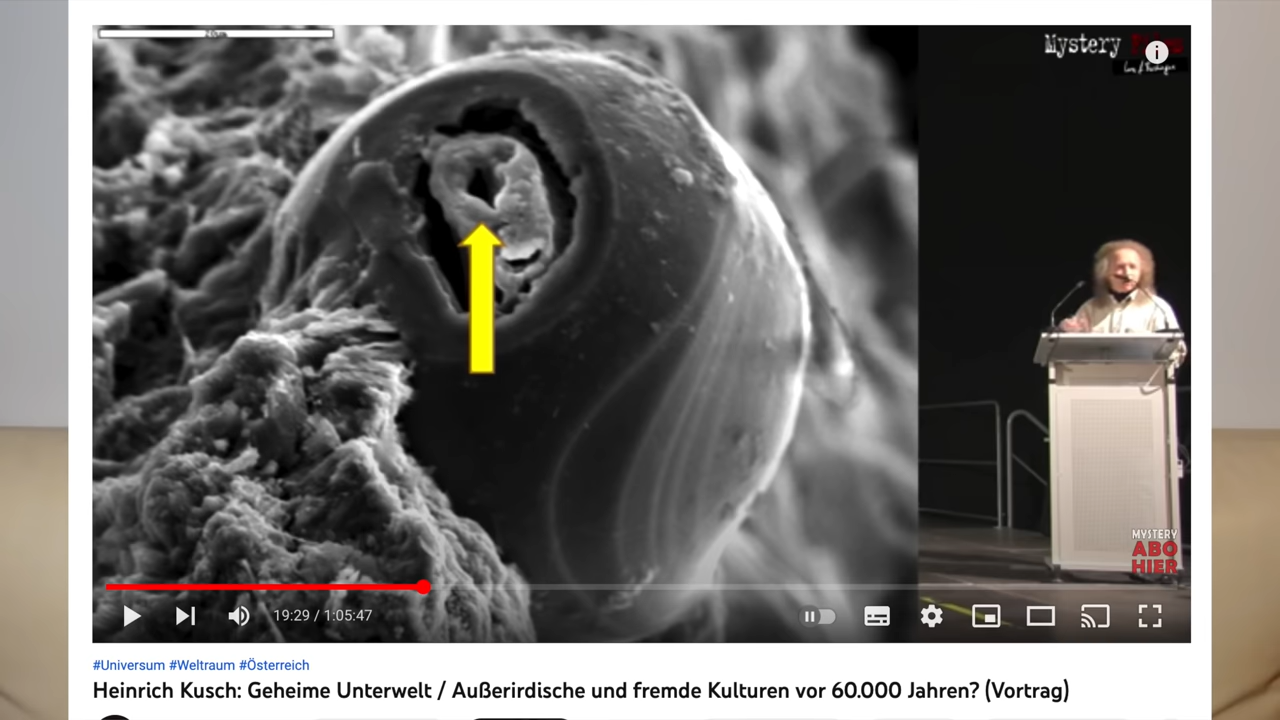 Mystery
MYSTERY
ABO
HIER
19:29 / 1:05:47
#Universum #Weltraum #Österreich
Heinrich Kusch: Geheime Unterwelt / Außerirdische und fremde Kulturen vor 60.000 Jahren? (Vortrag)